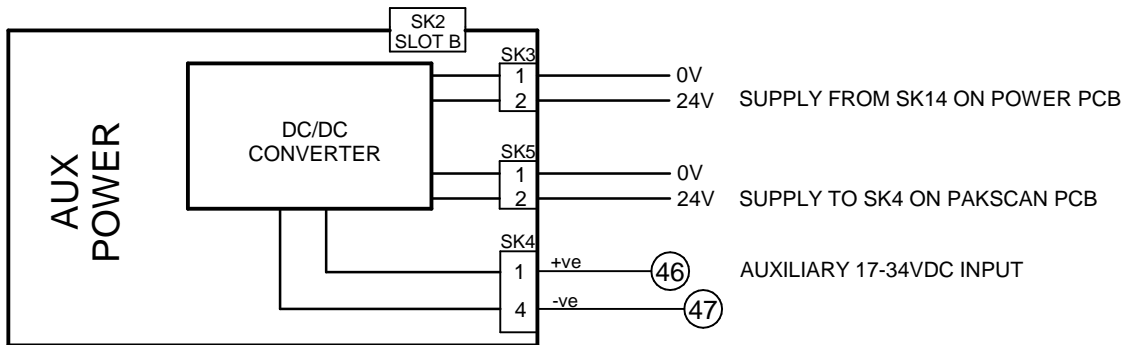 SK2
SLOT B
SK3
1 0V
2 24V SUPPLY FROM SK14 ON POWER PCB
DC/DC
CONVERTER
AUX
POWER
SK5
1 0V
2 24V SUPPLY TO SK4 ON PAKSCAN PCB
SK4
1 +ve 46 AUXILIARY 17-34VDC INPUT
4 -ve 47